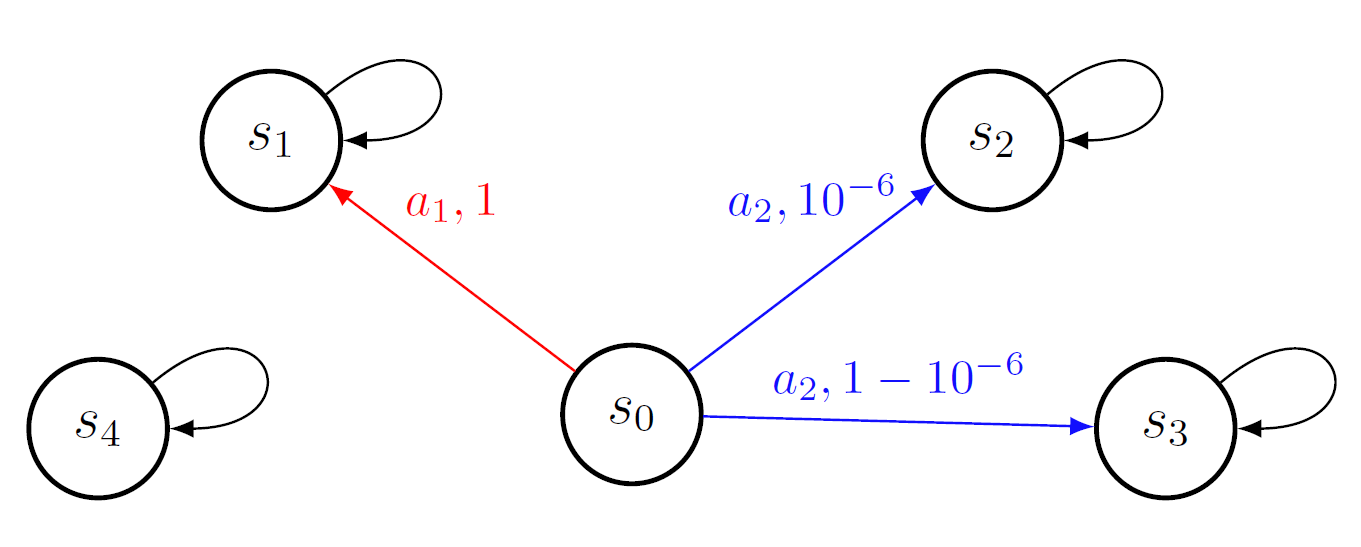 s₁
s₂
a₁, 1
a₂, 10⁻⁶
a₂, 1 − 10⁻⁶
s₄
s₀
s₃